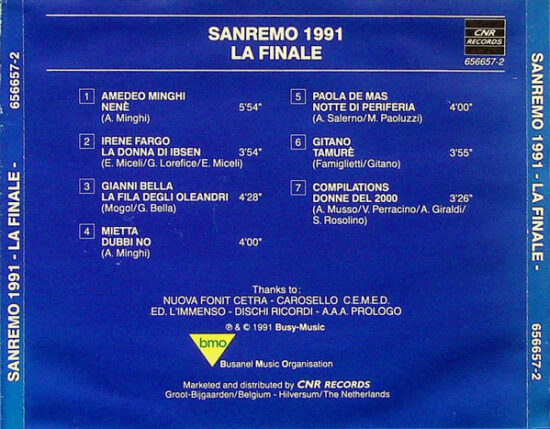 SANREMO 1991 - LA FINALE -
656657-2
SANREMO 1991
LA FINALE
CNR
RECORDS
656657-2
1 AMEDEO MINGHI
NENÈ 5'54"
(A. Minghi)
2 IRENE FARGO
LA DONNA DI IBSEN 3'54"
(E. Miceli/G. Lorefice/E. Miceli)
3 GIANNI BELLA
LA FILA DEGLI OLEANDRI 4'28"
(Mogol/G. Bella)
4 MIETTA
DUBBI NO 4'00"
(A. Minghi)
5 PAOLA DE MAS
NOTTE DI PERIFERIA 4'00"
(A. Salerno/M. Paoluzzi)
6 GITANO
TAMURÈ 3'55"
(Famiglietti/Gitano)
7 COMPILATIONS
DONNE DEL 2000 3'26"
(A. Musso/V. Perracino/A. Giraldi/
S. Rosolino)
Thanks to:
NUOVA FONIT CETRA - CAROSELLO C.E.M.E.D.
ED. L'IMMENSO - DISCHI RICORDI - A.A.A. PROLOGO
℗ & © 1991 Busy-Music
bmo
Busanel Music Organisation
Marketed and distributed by CNR RECORDS
Groot-Bijgaarden/Belgium - Hilversum/The Netherlands
SANREMO 1991 - LA FINALE -
656657-2